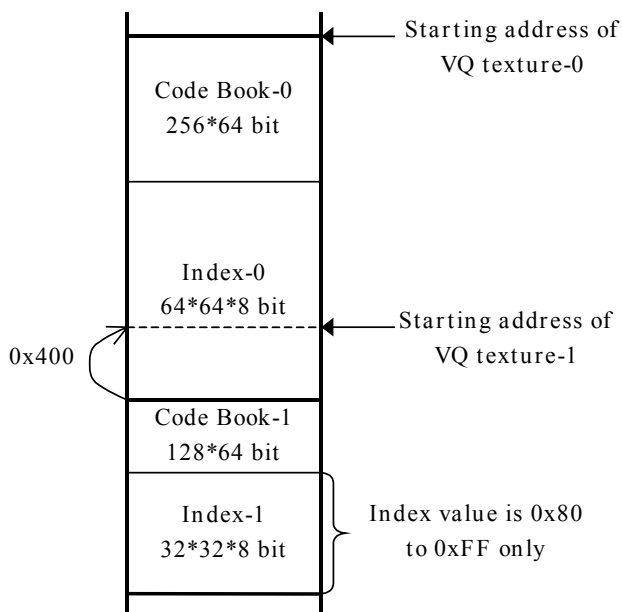 Starting address of
VQ texture-0
Code Book-0
256*64 bit
Index-0
64*64*8 bit
Starting address of
VQ texture-1
0x400
Code Book-1
128*64 bit
Index-1
32*32*8 bit
Index value is 0x80
to 0xFF only